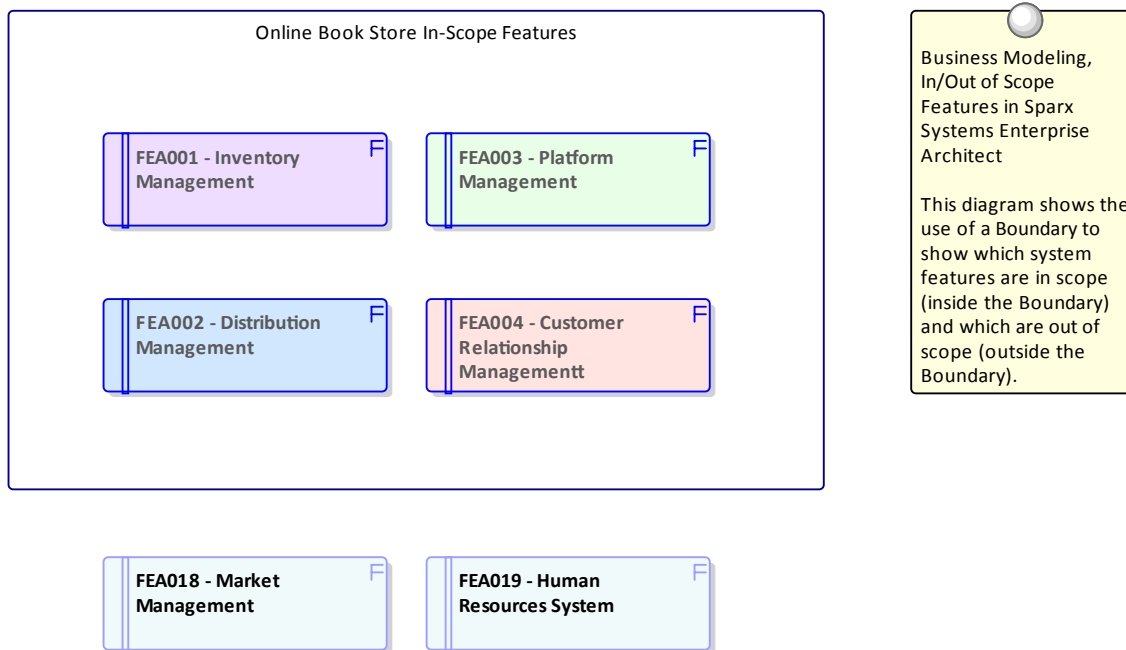 Online Book Store In-Scope Features
FEA001 - Inventory
Management
F
FEA003 - Platform
Management
F
FEA002 - Distribution
Management
F
FEA004 - Customer
Relationship
Managementt
F
FEA018 - Market
Management
F
FEA019 - Human
Resources System
F
Business Modeling,
In/Out of Scope
Features in Sparx
Systems Enterprise
Architect
This diagram shows the
use of a Boundary to
show which system
features are in scope
(inside the Boundary)
and which are out of
scope (outside the
Boundary).